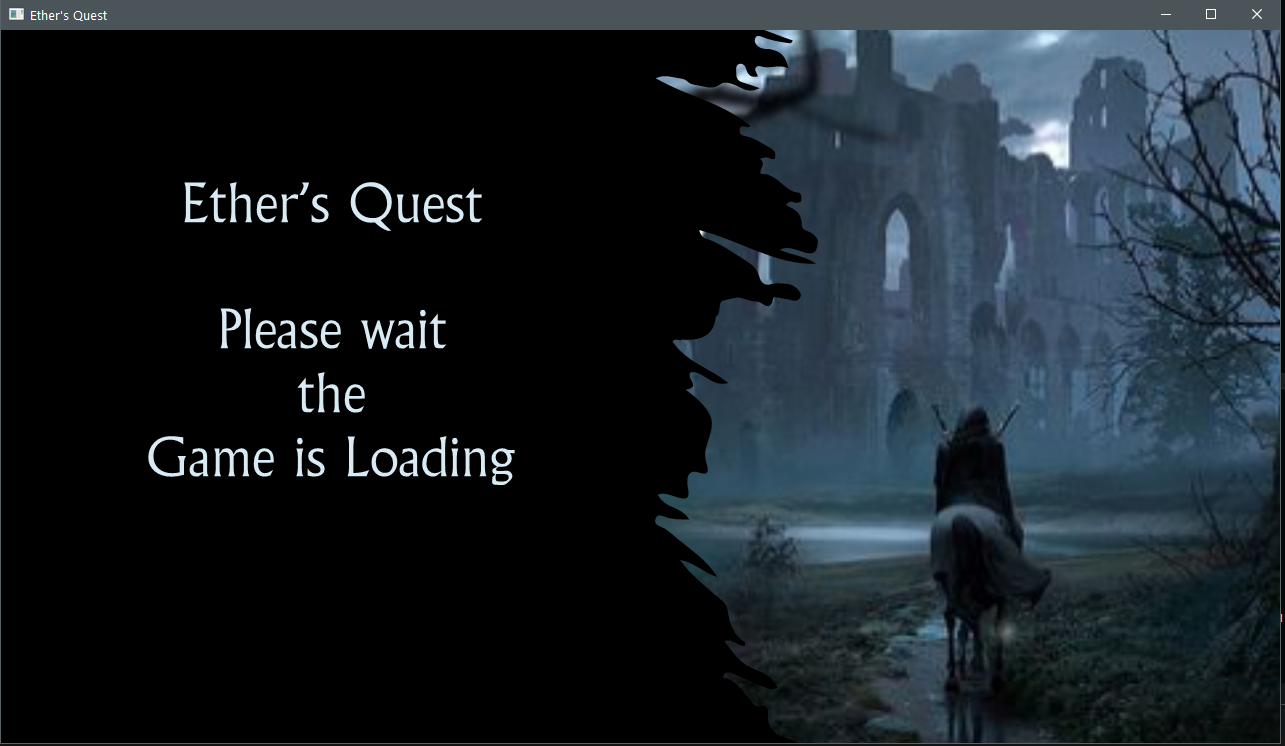 Ether's Quest
Ether’s Quest
Please wait
the
Game is Loading